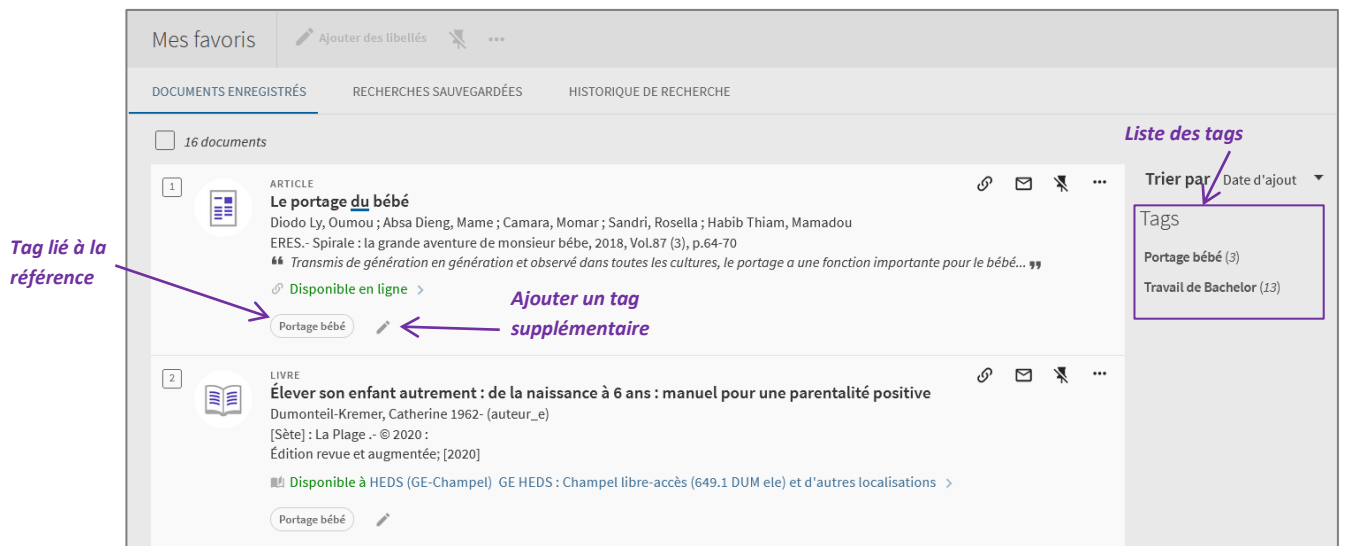 Mes favoris
Ajouter des libellés
DOCUMENTS ENREGISTRÉS
RECHERCHES SAUVEGARDÉES
HISTORIQUE DE RECHERCHE
16 documents
Liste des tags
Trier par Date d'ajout
Tags
Portage bébé (3)
Travail de Bachelor (13)
1
ARTICLE
Le portage du bébé
Diodo Ly, Oumou ; Absa Dieng, Mame ; Camara, Momar ; Sandri, Rosella ; Habib Thiam, Mamadou
ERES.- Spirale : la grande aventure de monsieur bébe, 2018, Vol.87 (3), p.64-70
❝ Transmis de génération en génération et observé dans toutes les cultures, le portage a une fonction importante pour le bébé... ❞
Disponible en ligne >
Portage bébé
Tag lié à la
référence
Ajouter un tag
supplémentaire
2
LIVRE
Élever son enfant autrement : de la naissance à 6 ans : manuel pour une parentalité positive
Dumonteil-Kremer, Catherine 1962- (auteur_e)
[Sète] : La Plage .- © 2020 :
Édition revue et augmentée; [2020]
Disponible à HEDS (GE-Champel) GE HEDS : Champel libre-accès (649.1 DUM ele) et d'autres localisations >
Portage bébé